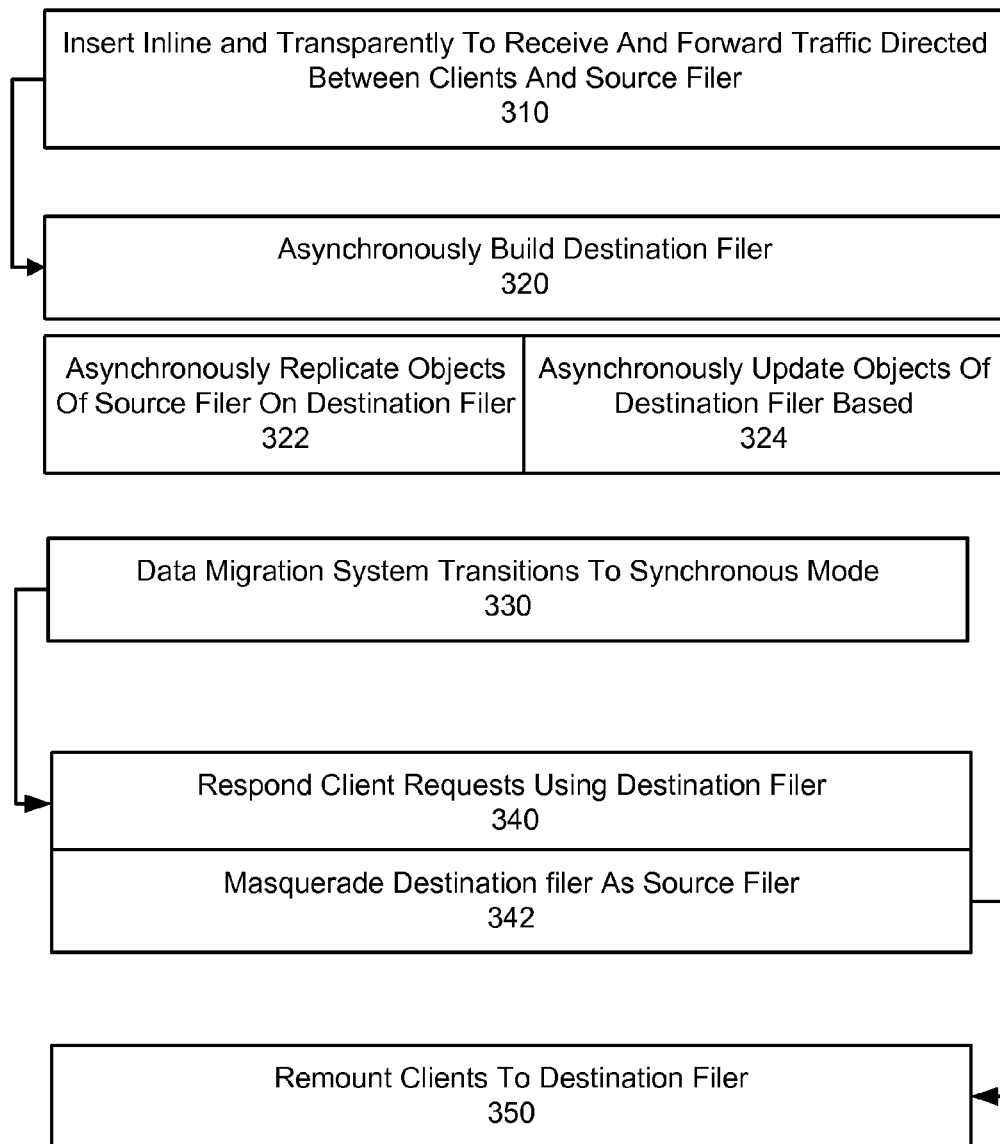 Insert Inline and Transparently To Receive And Forward Traffic Directed
Between Clients And Source Filer
310
Asynchronously Build Destination Filer
320
Asynchronously Replicate Objects
Of Source Filer On Destination Filer
322
Asynchronously Update Objects Of
Destination Filer Based
324
Data Migration System Transitions To Synchronous Mode
330
Respond Client Requests Using Destination Filer
340
Masquerade Destination filer As Source Filer
342
Remount Clients To Destination Filer
350